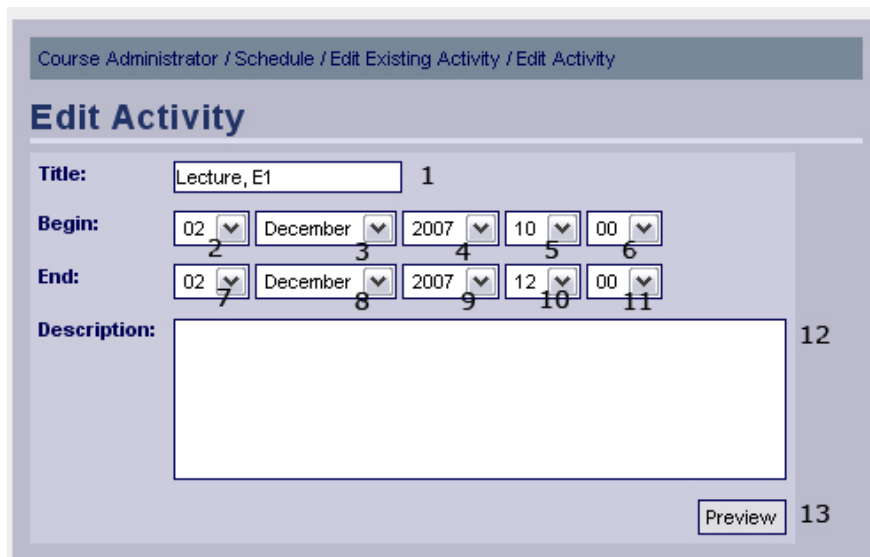 Course Administrator / Schedule / Edit Existing Activity / Edit Activity
Edit Activity
Title: Lecture, E1 1
Begin: 02 December 2007 10 00
2 3 4 5 6
End: 02 December 2007 12 00
7 8 9 10 11
Description: 12
Preview 13